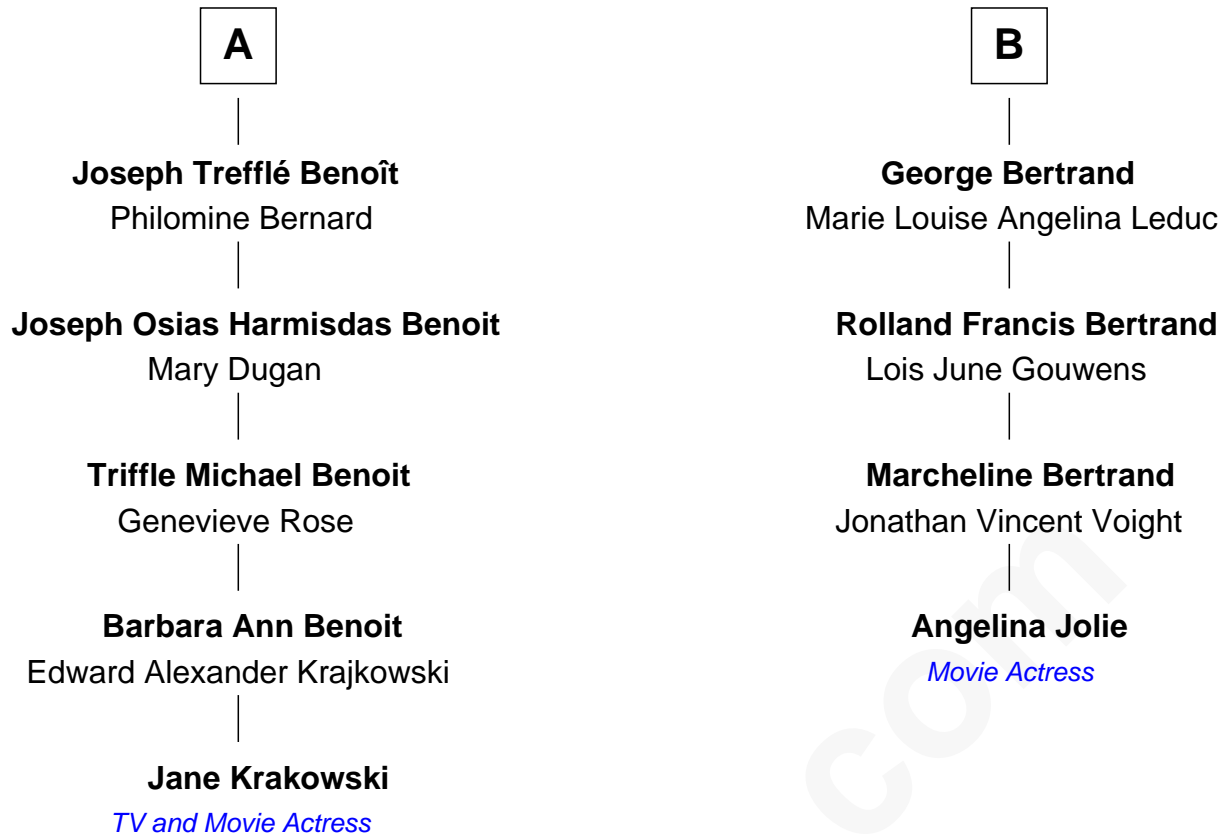 A
Joseph Trefflé Benoît
Philomine Bernard
Joseph Osias Harmisdas Benoit
Mary Dugan
Triffle Michael Benoit
Genevieve Rose
Barbara Ann Benoit
Edward Alexander Krajkowski
Jane Krakowski
TV and Movie Actress
B
George Bertrand
Marie Louise Angelina Leduc
Rolland Francis Bertrand
Lois June Gouwens
Marcheline Bertrand
Jonathan Vincent Voight
Angelina Jolie
Movie Actress
com